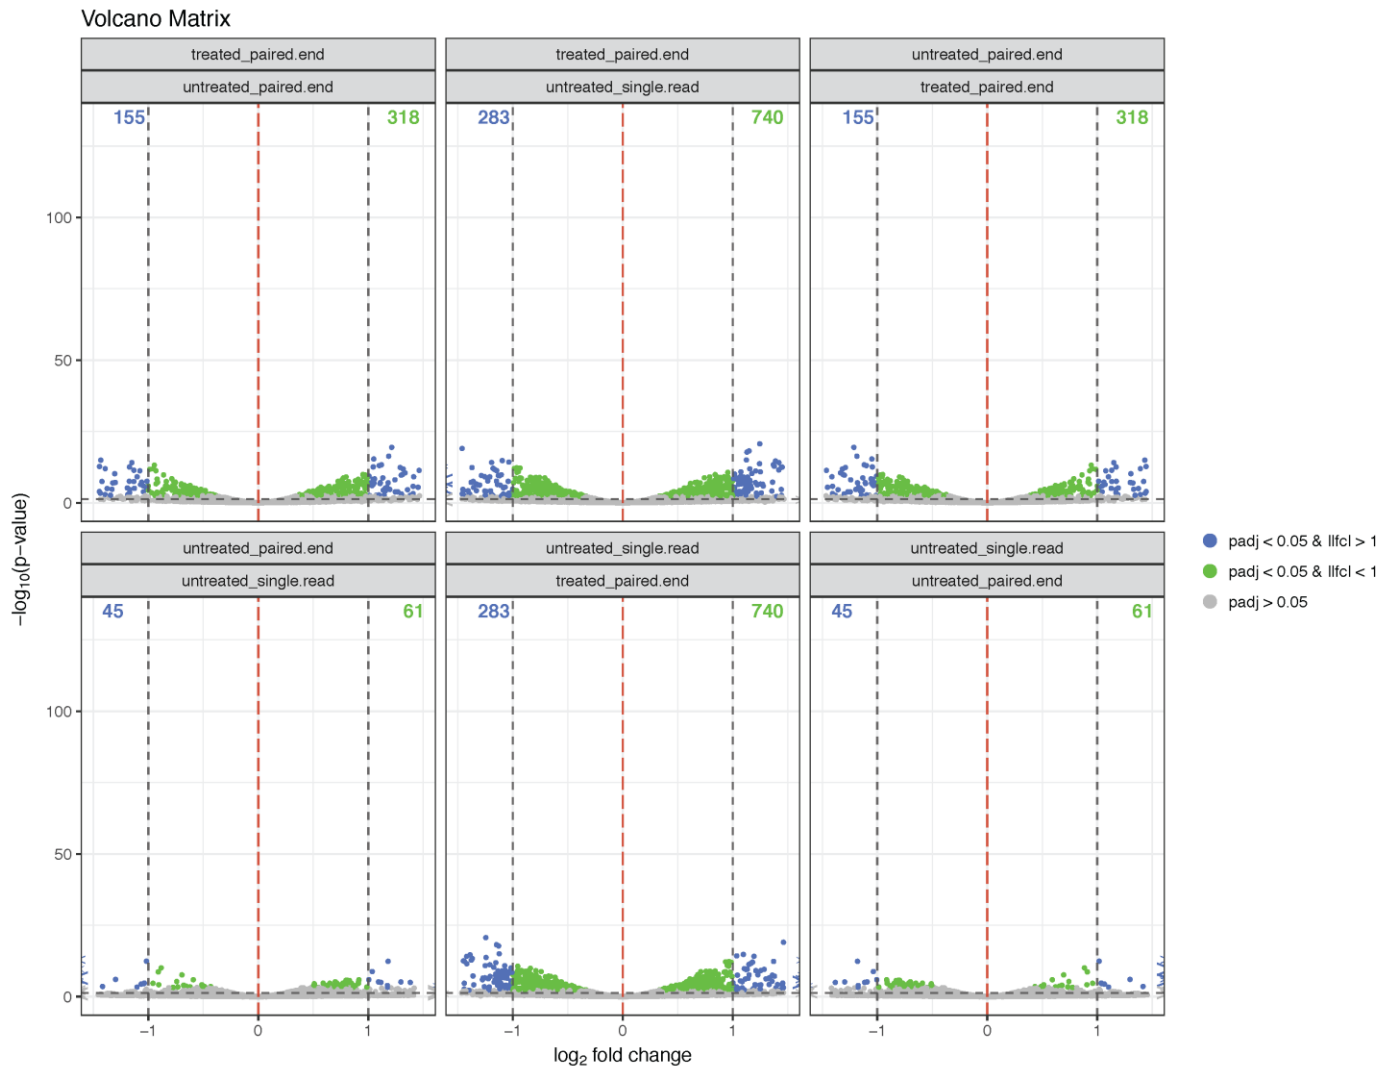 Volcano Matrix
treated_paired.end
untreated_paired.end
155 318
treated_paired.end
untreated_single.read
283 740
untreated_paired.end
treated_paired.end
155 318
100
50
0
untreated_paired.end
untreated_single.read
45 61
untreated_single.read
treated_paired.end
283 740
untreated_single.read
untreated_paired.end
45 61
100
50
0
−1 0 1
−1 0 1
−1 0 1
log2 fold change
−log10(p−value)
padj < 0.05 & llfcl > 1
padj < 0.05 & llfcl < 1
padj > 0.05